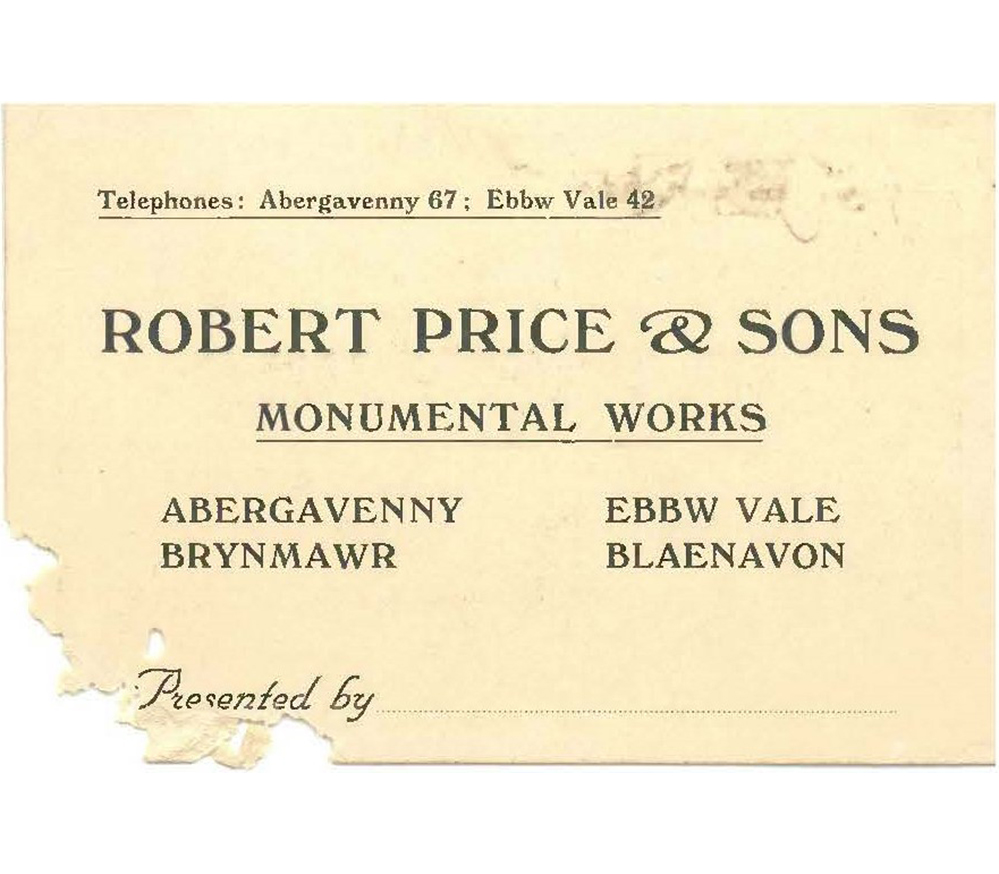 Telephones: Abergavenny 67; Ebbw Vale 42
ROBERT PRICE & SONS
MONUMENTAL WORKS
ABERGAVENNY EBBW VALE
BRYNMAWR BLAENAVON
Presented by